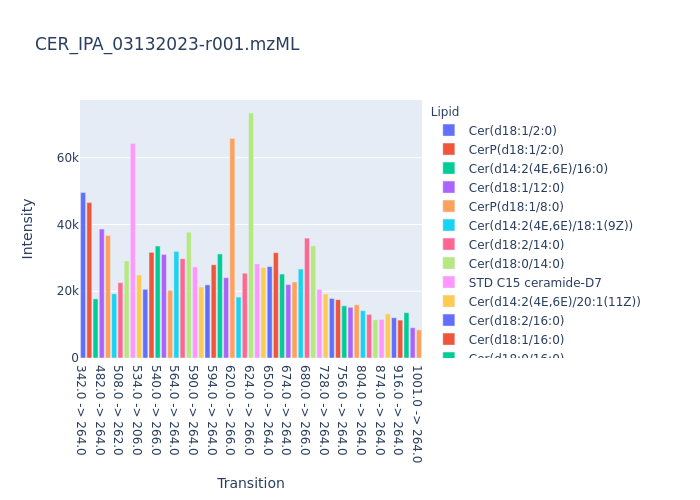 CER_IPA_03132023-r001.mzML
Lipid
Cer(d18:1/2:0)
CerP(d18:1/2:0)
Cer(d14:2(4E,6E)/16:0)
Cer(d18:1/12:0)
CerP(d18:1/8:0)
Cer(d14:2(4E,6E)/18:1(9Z))
Cer(d18:2/14:0)
Cer(d18:0/14:0)
STD C15 ceramide-D7
Cer(d14:2(4E,6E)/20:1(11Z))
Cer(d18:2/16:0)
Cer(d18:1/16:0)
Cer(d18:0/16:0)
Intensity
60k
40k
20k
0
342.0 -> 264.0
482.0 -> 264.0
508.0 -> 262.0
534.0 -> 206.0
540.0 -> 266.0
564.0 -> 264.0
590.0 -> 264.0
594.0 -> 264.0
620.0 -> 266.0
624.0 -> 266.0
650.0 -> 264.0
674.0 -> 264.0
680.0 -> 266.0
728.0 -> 264.0
756.0 -> 264.0
804.0 -> 264.0
874.0 -> 264.0
916.0 -> 264.0
1001.0 -> 264.0
Transition